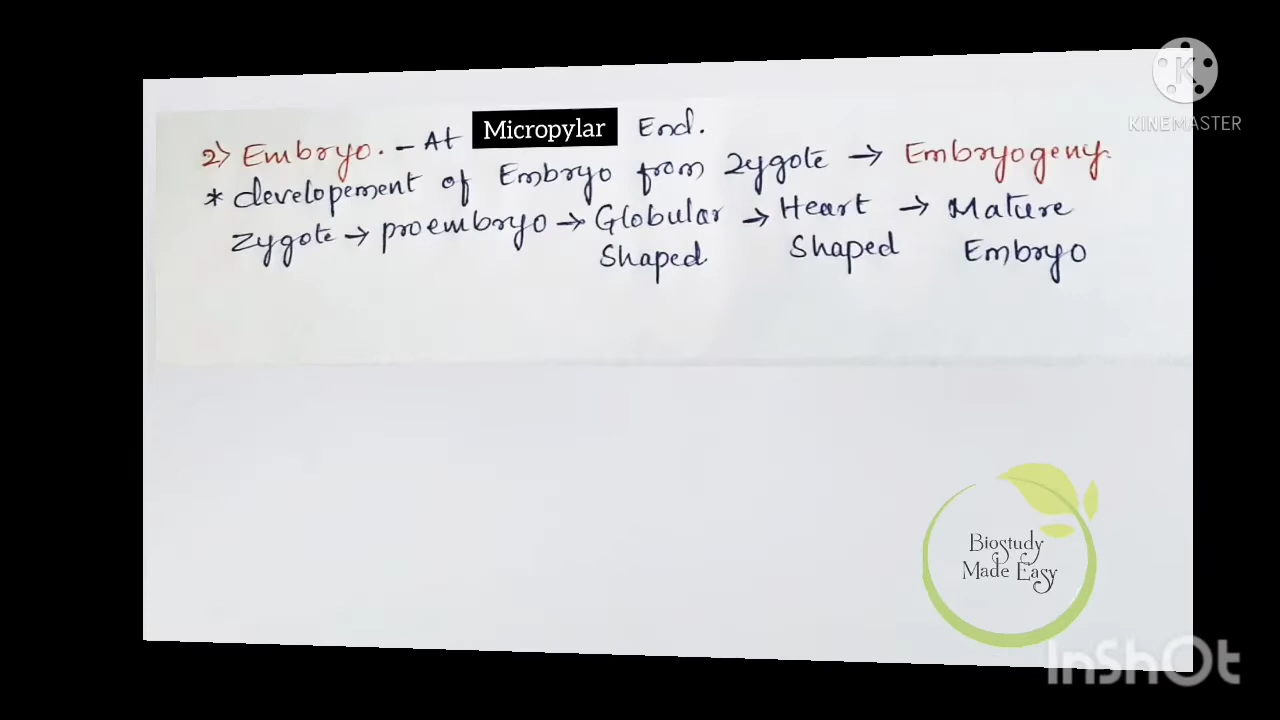 2) Embryo. - At Micropylar End.
* developement of Embryo from Zygote → Embryogeny.
Zygote → proembryo → Globular Shaped → Heart Shaped → Mature Embryo
KINEMASTER
Biostudy
Made Easy
InShOt